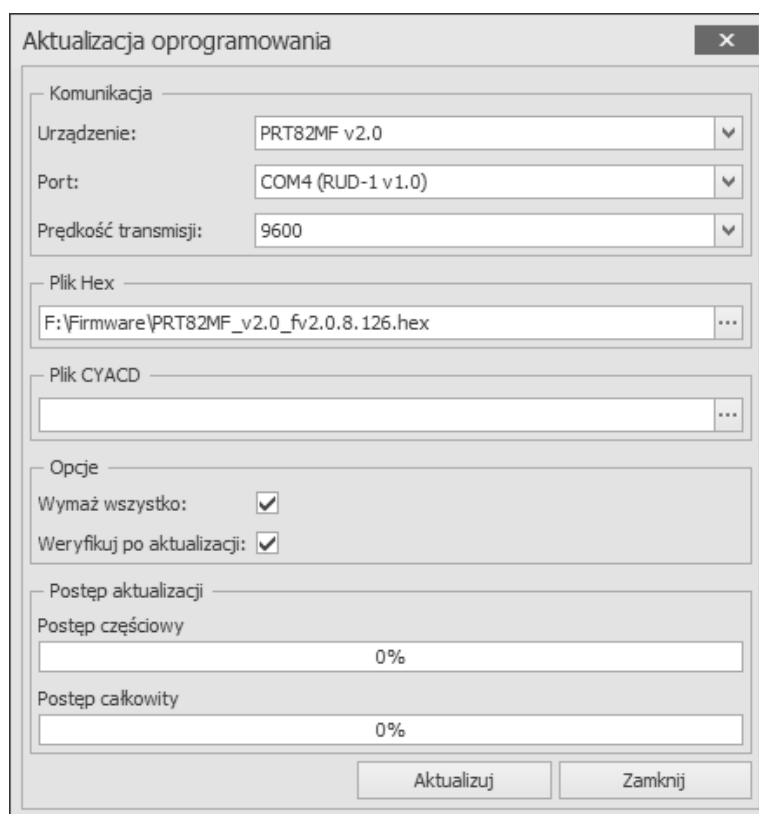 Aktualizacja oprogramowania
Komunikacja
Urządzenie: PRT82MF v2.0
Port: COM4 (RUD-1 v1.0)
Prędkość transmisji: 9600
Plik Hex
F:\Firmware\PRT82MF_v2.0_fv2.0.8.126.hex ...
Plik CYACD
...
Opcje
Wymaż wszystko:
Weryfikuj po aktualizacji:
Postęp aktualizacji
Postęp częściowy
0%
Postęp całkowity
0%
Aktualizuj Zamknij